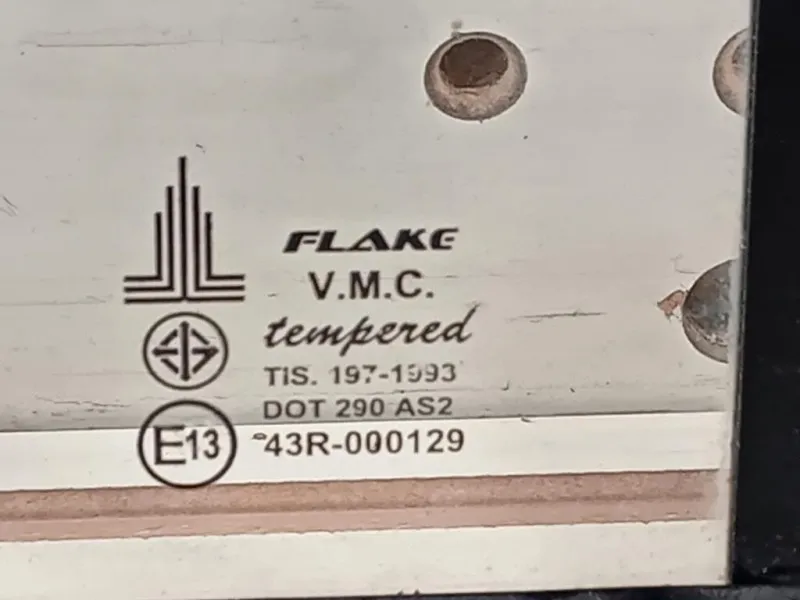 FLAKE
V.M.C.
tempered
TIS. 197-1993
DOT 290 AS2
E13 43R-000129